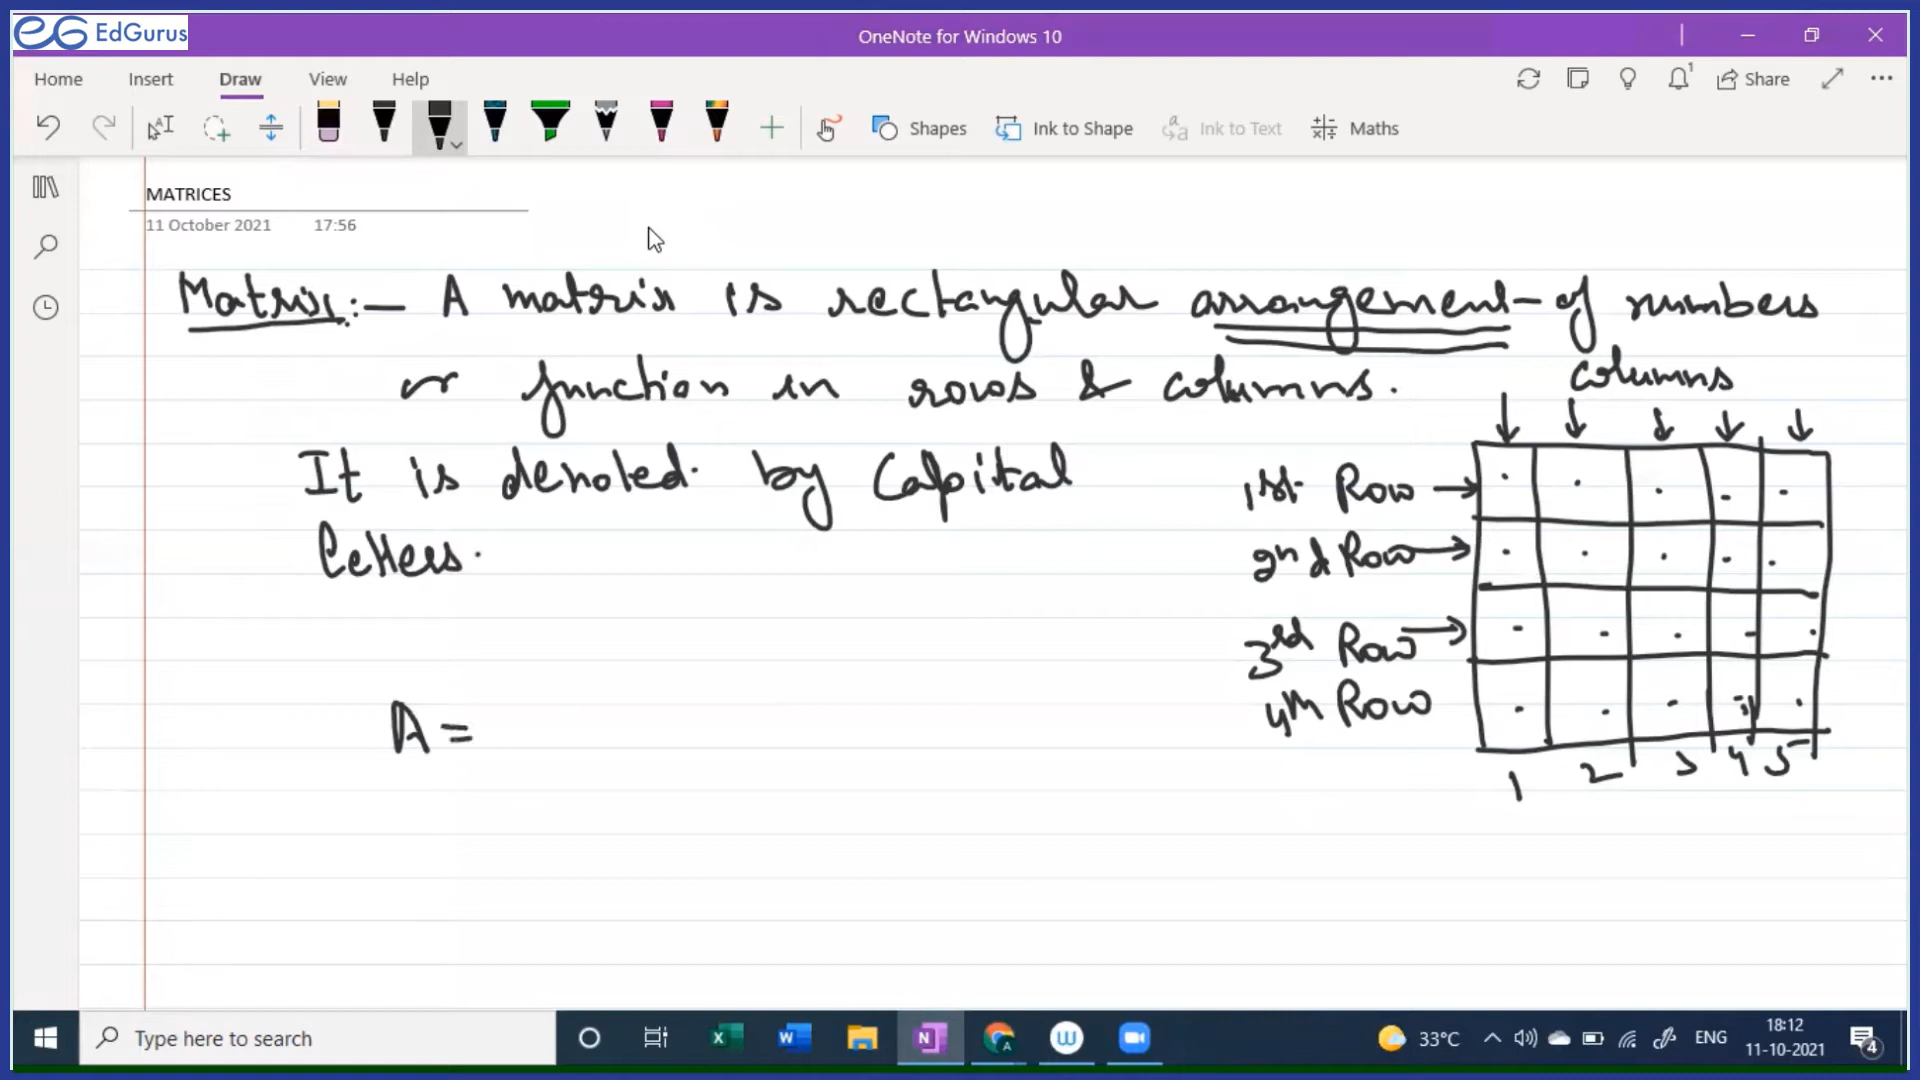 EdGurus
OneNote for Windows 10
Home Insert Draw View Help
1
Share
Shapes Ink to Shape Ink to Text Maths
MATRICES
11 October 2021 17:56
Matrix:— A matrix is rectangular arrangement of numbers
or function in rows & columns.
columns
It is denoted by Capital
Letters.
1st Row
2nd Row
3rd Row
4th Row
A =
1 2 3 4 5
Type here to search
33°C
ENG
18:12
11-10-2021
4